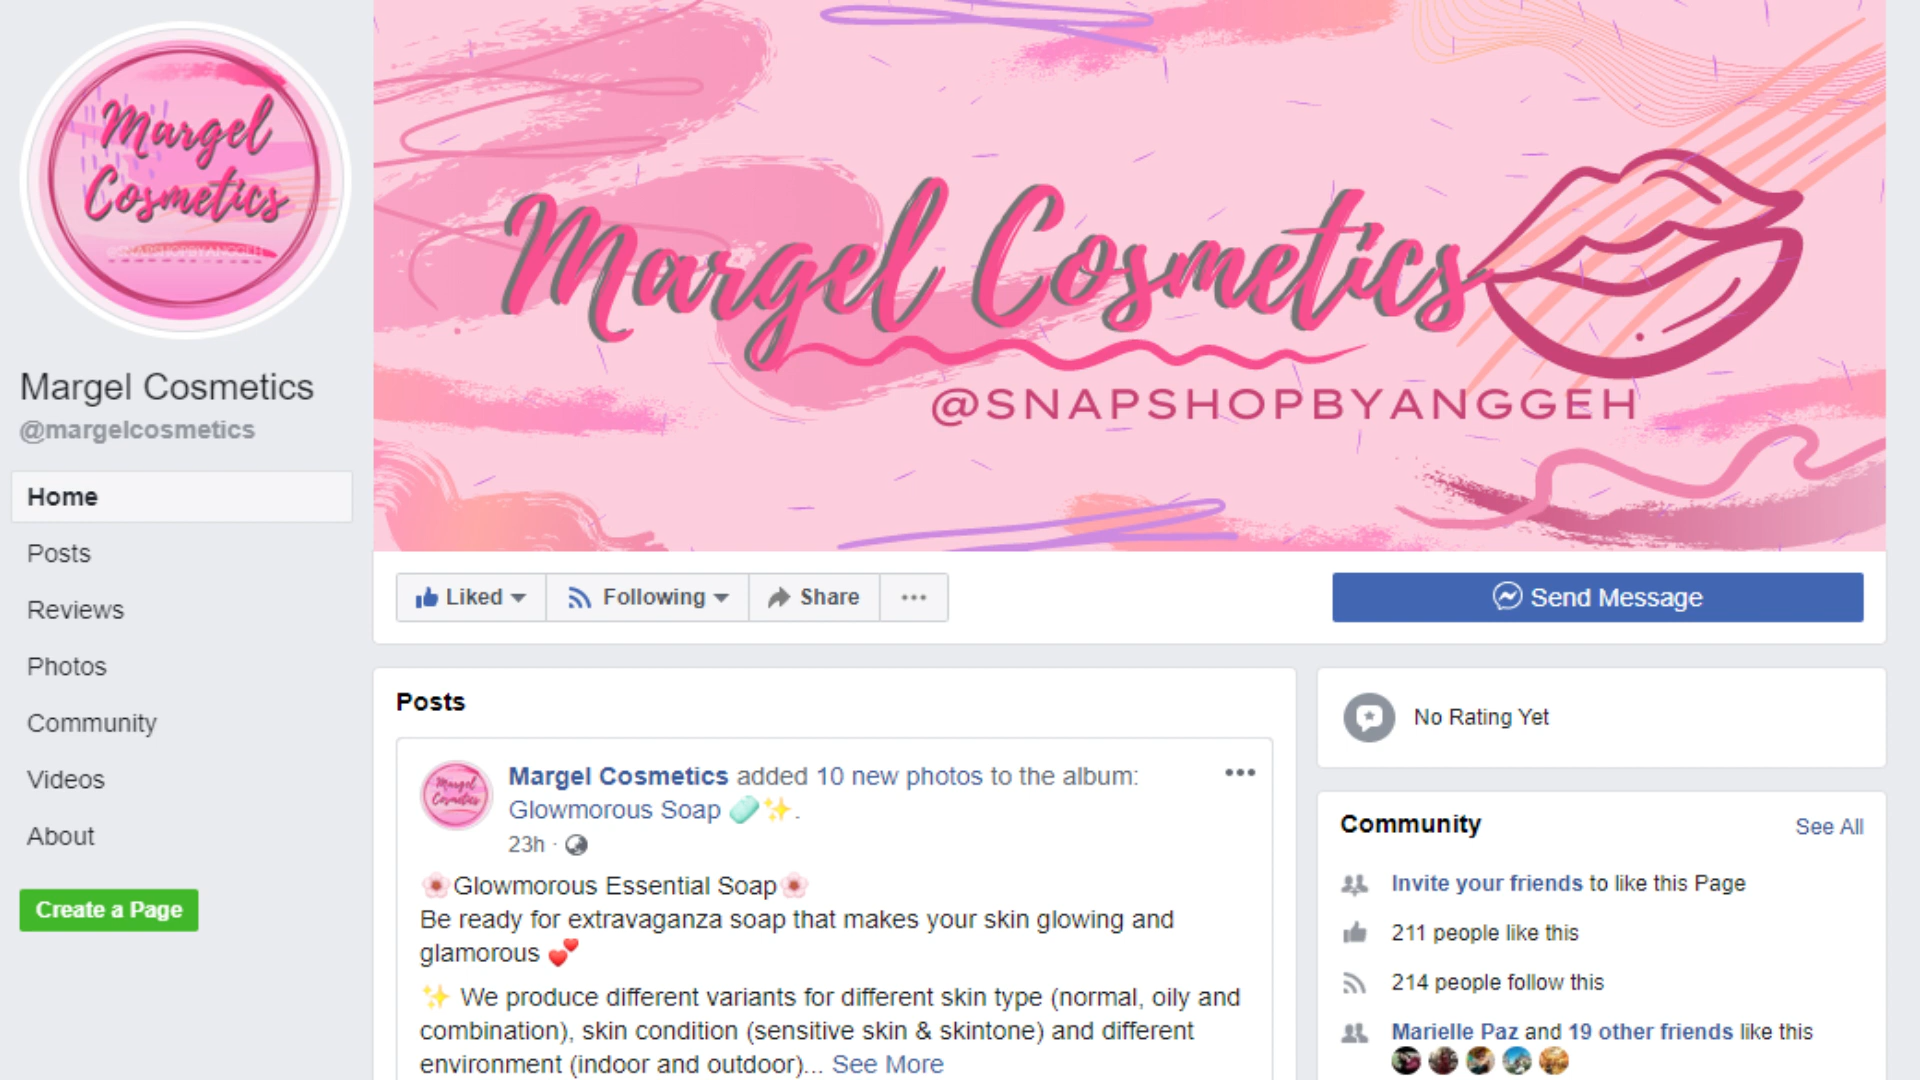 Margel
Cosmetics
@SNAPSHOPBYANGGEH
Margel Cosmetics
@margelcosmetics
Home
Posts
Reviews
Photos
Community
Videos
About
Create a Page
Margel Cosmetics
@SNAPSHOPBYANGGEH
Liked
Following
Share
Send Message
Posts
Margel Cosmetics added 10 new photos to the album:
Glowmorous Soap 🧼✨.
23h ·
🌸Glowmorous Essential Soap🌸
Be ready for extravaganza soap that makes your skin glowing and
glamorous 💕
✨ We produce different variants for different skin type (normal, oily and
combination), skin condition (sensitive skin & skintone) and different
environment (indoor and outdoor)... See More
Margel
Cosmetics
No Rating Yet
Community
See All
Invite your friends to like this Page
211 people like this
214 people follow this
Marielle Paz and 19 other friends like this